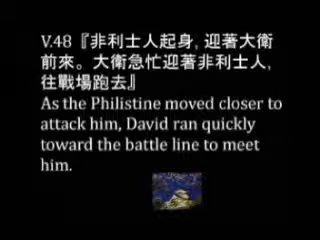 V.48『非利士人起身, 迎著大衛
前來。大衛急忙迎著非利士人,
往戰場跑去』
As the Philistine moved closer to
attack him, David ran quickly
toward the battle line to meet
him.